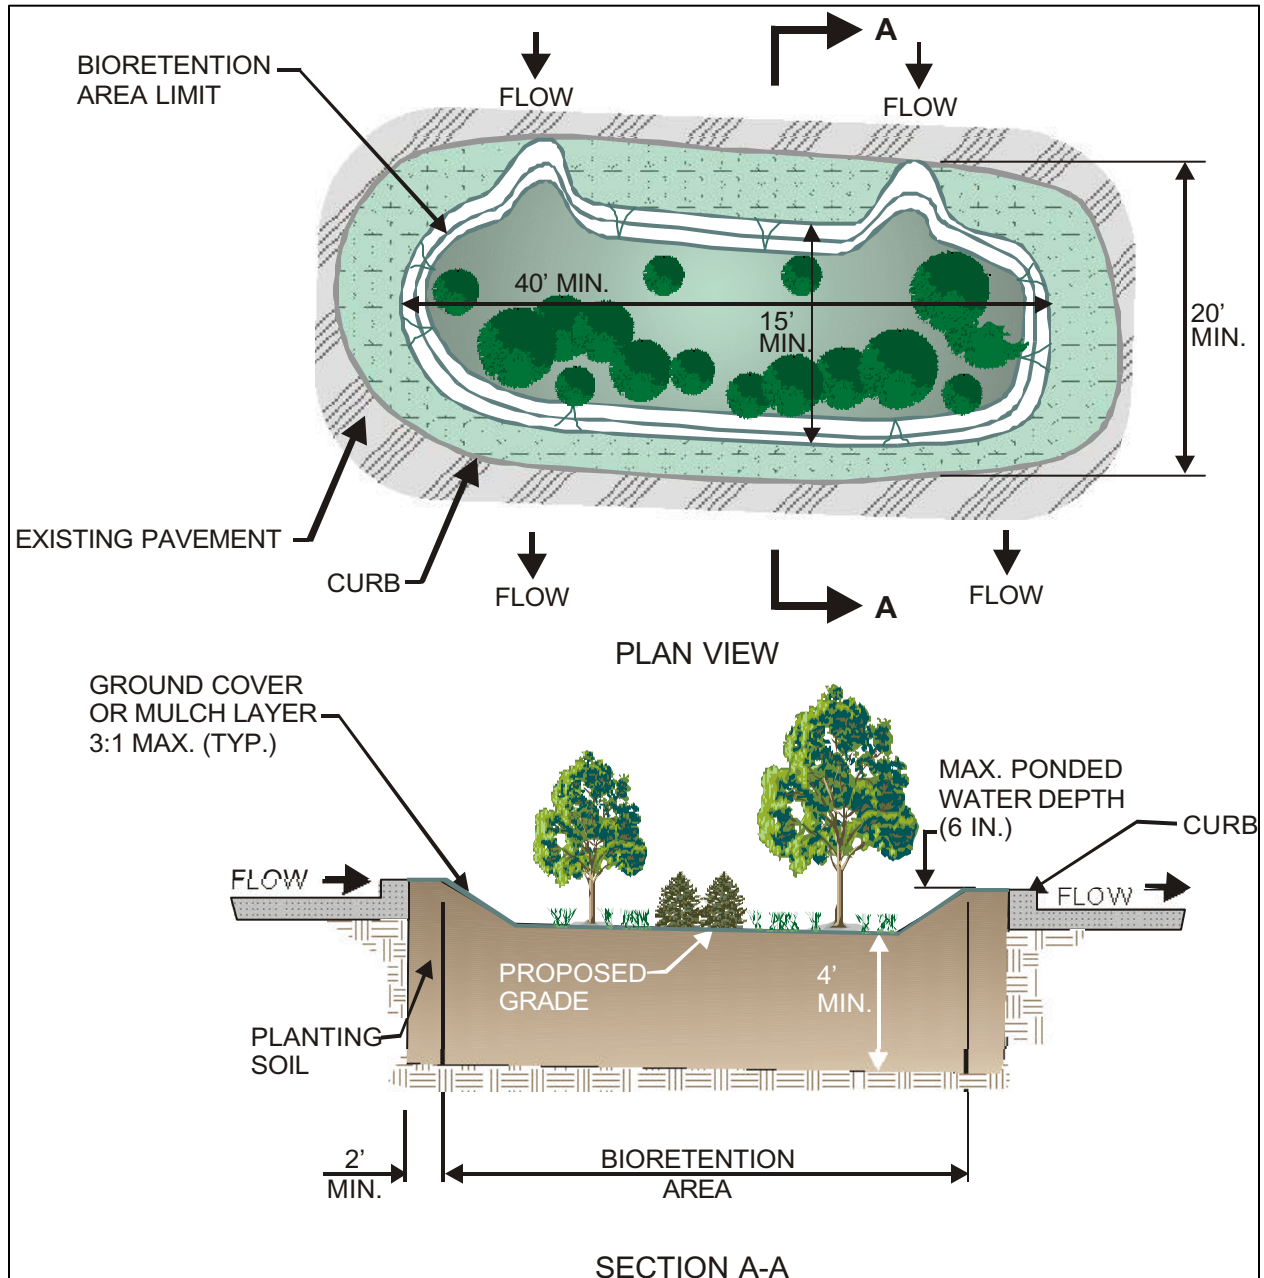 A
BIORETENTION
AREA LIMIT
FLOW
FLOW
40' MIN.
15'
MIN.
20'
MIN.
EXISTING PAVEMENT
CURB
FLOW
A
FLOW
PLAN VIEW
GROUND COVER
OR MULCH LAYER
3:1 MAX. (TYP.)
MAX. PONDED
WATER DEPTH
(6 IN.)
CURB
FLOW
FLOW
PROPOSED
GRADE
4'
MIN.
PLANTING
SOIL
2'
MIN.
BIORETENTION
AREA
SECTION A-A